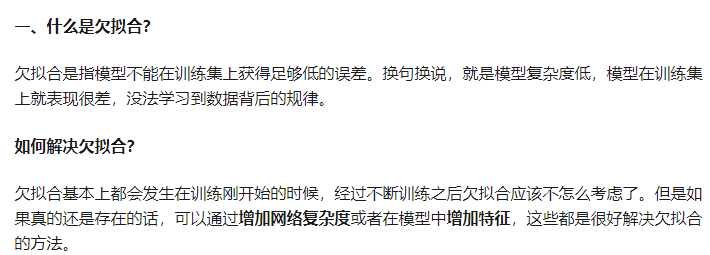 一、什么是欠拟合？
欠拟合是指模型不能在训练集上获得足够低的误差。换句换说，就是模型复杂度低，模型在训练集
上就表现很差，没法学习到数据背后的规律。
如何解决欠拟合？
欠拟合基本上都会发生在训练刚开始的时候，经过不断训练之后欠拟合应该不怎么考虑了。但是如
果真的还是存在的话，可以通过增加网络复杂度或者在模型中增加特征，这些都是很好解决欠拟合
的方法。